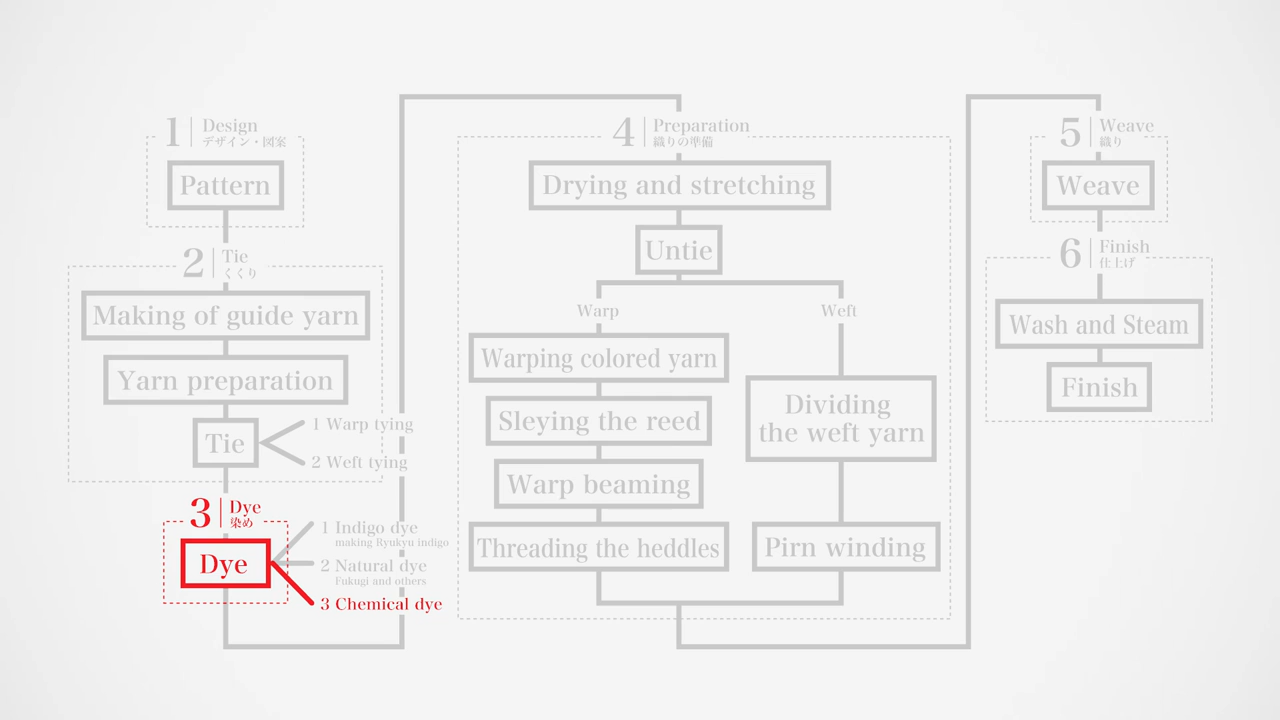 1
Design
デザイン・図案
Pattern
2
Tie
くくり
Making of guide yarn
Yarn preparation
Tie
1 Warp tying
2 Weft tying
3
Dye
染め
Dye
1 Indigo dye
making Ryukyu indigo
2 Natural dye
Fukugi and others
3 Chemical dye
4
Preparation
織りの準備
Drying and stretching
Untie
Warp
Weft
Warping colored yarn
Sleying the reed
Warp beaming
Threading the heddles
Dividing
the weft yarn
Pirn winding
5
Weave
織り
Weave
6
Finish
仕上げ
Wash and Steam
Finish